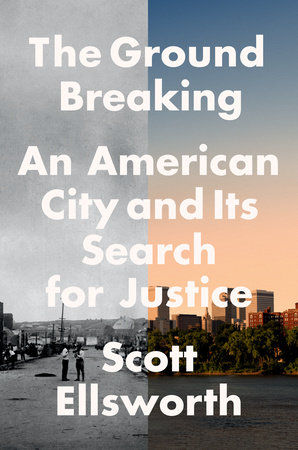 The Ground
Breaking
An American
City and Its
Search
for Justice
Scott
Ellsworth